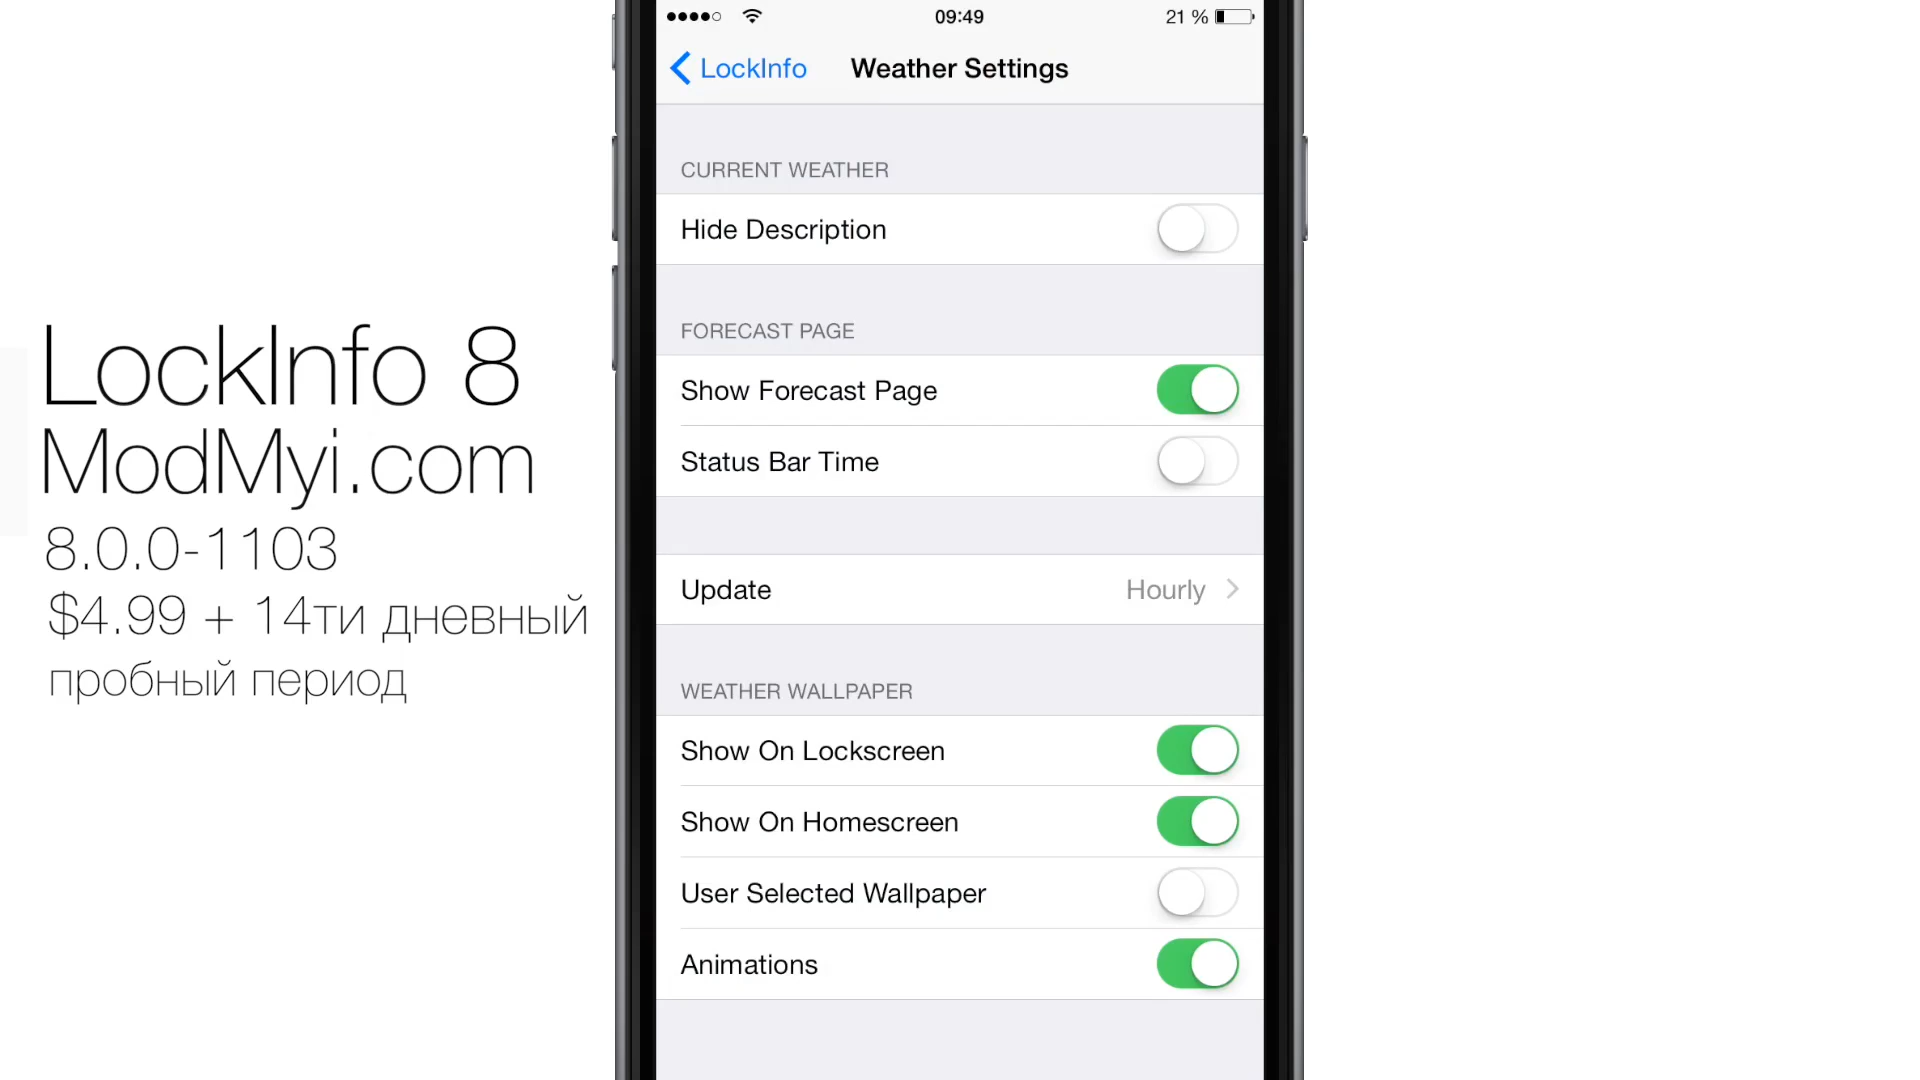 LockInfo 8
ModMyi.com
8.0.0-1103
$4.99 + 14ти дневный
пробный период
09:49
21 %
LockInfo
Weather Settings
CURRENT WEATHER
Hide Description
FORECAST PAGE
Show Forecast Page
Status Bar Time
Update Hourly
WEATHER WALLPAPER
Show On Lockscreen
Show On Homescreen
User Selected Wallpaper
Animations